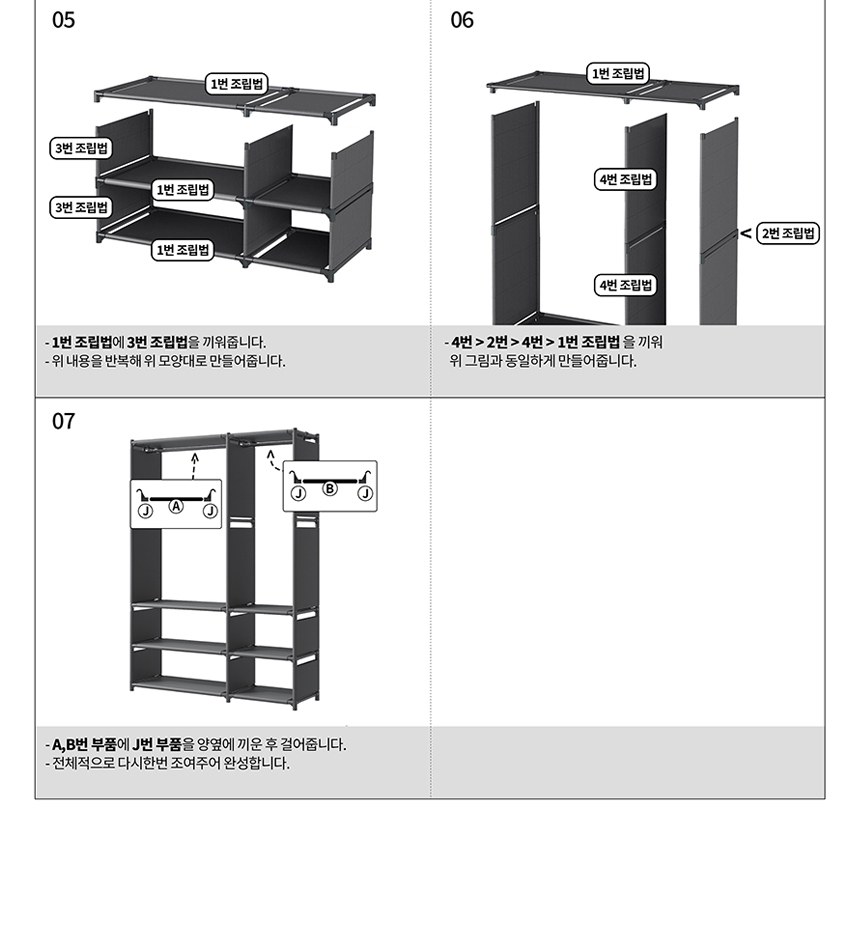 05
1번 조립법
3번 조립법
1번 조립법
3번 조립법
1번 조립법
- 1번 조립법에 3번 조립법을 끼워줍니다.
- 위 내용을 반복해 위 모양대로 만들어줍니다.
06
1번 조립법
4번 조립법
< 2번 조립법
4번 조립법
- 4번 > 2번 > 4번 > 1번 조립법 을 끼워
위 그림과 동일하게 만들어줍니다.
07
J A J
J B J
- A,B번 부품에 J번 부품을 양옆에 끼운 후 걸어줍니다.
- 전체적으로 다시한번 조여주어 완성합니다.